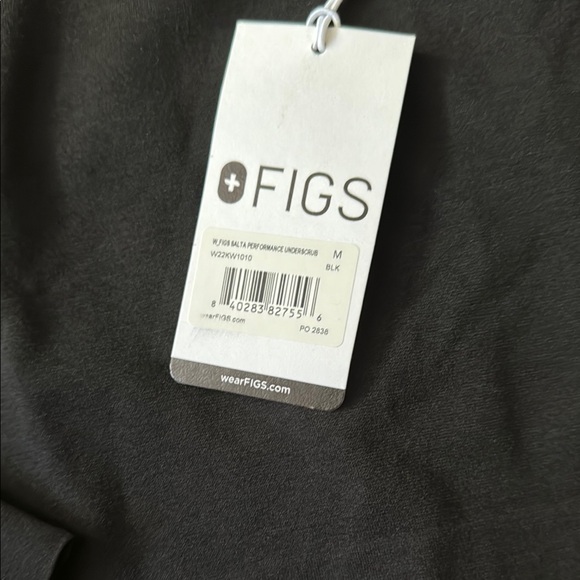 FIGS
W_FIGS SALTA PERFORMANCE UNDERSCRUB M
W22KW1010 BLK
8 40283 82755 6
wearFIGS.com PO 2838
wearFIGS.com